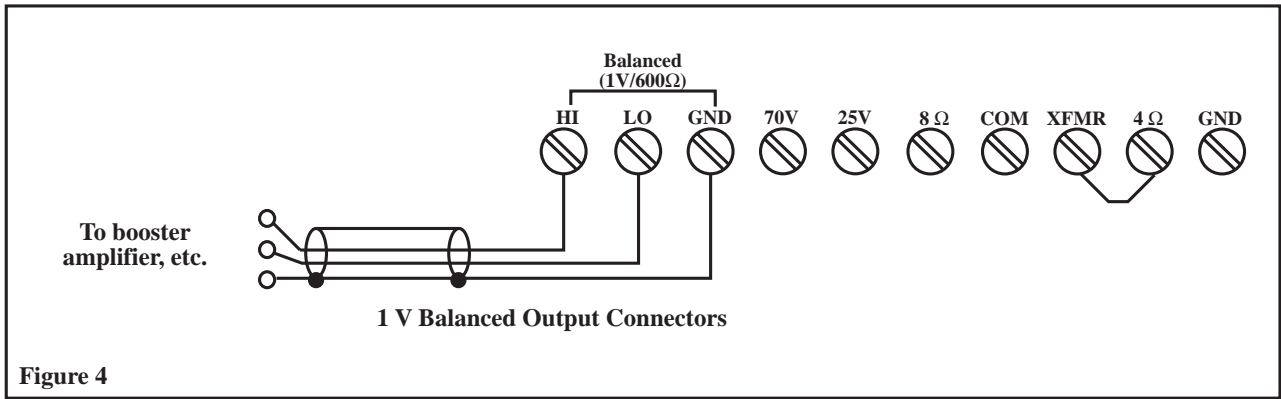 Balanced
(1V/600Ω)
HI LO GND 70V 25V 8 Ω COM XFMR 4 Ω GND
To booster
amplifier, etc.
1 V Balanced Output Connectors
Figure 4